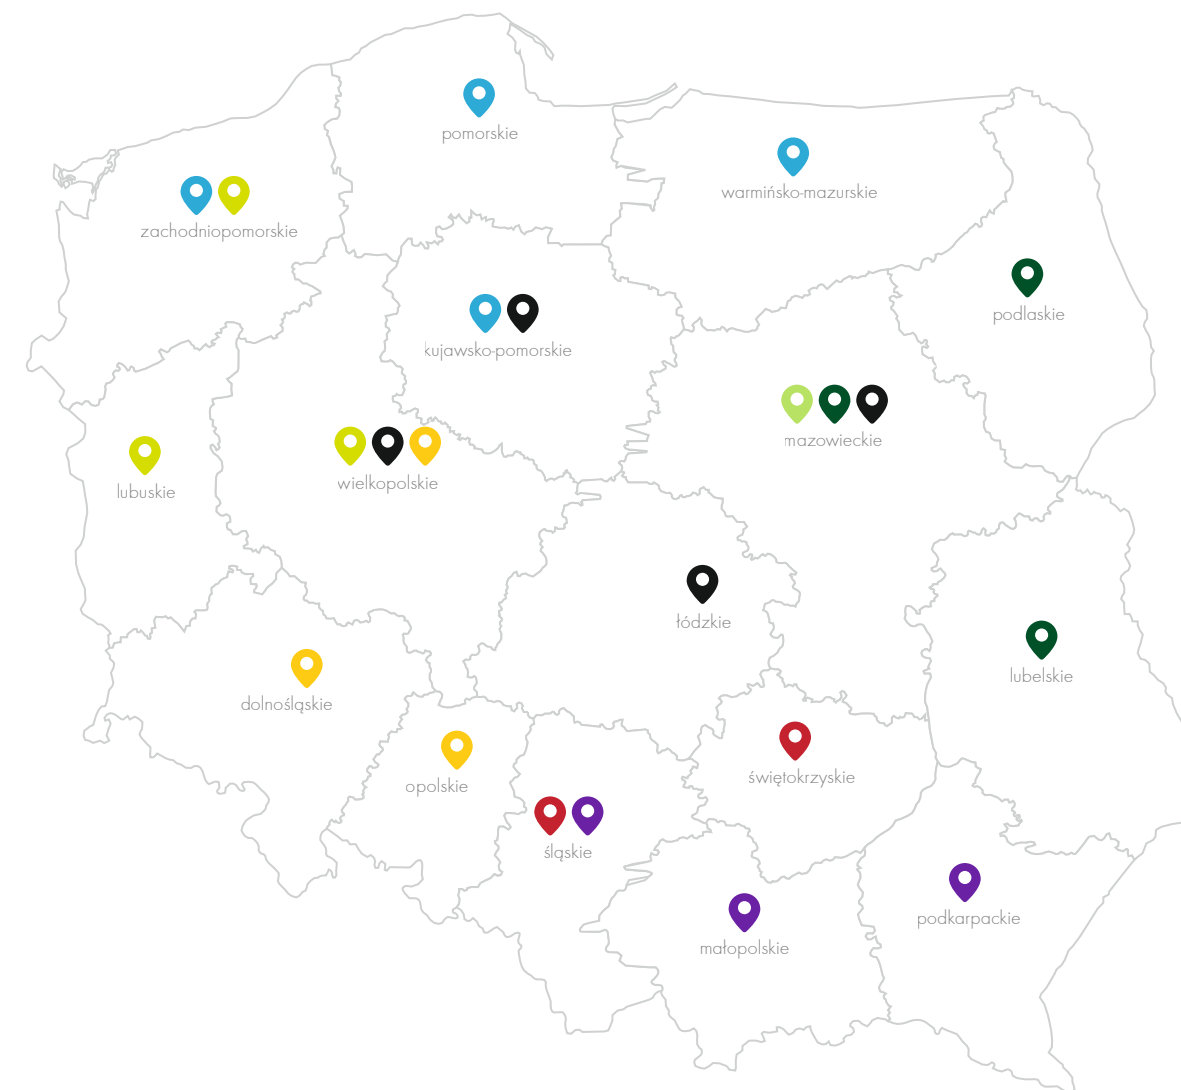 pomorskie
warmińsko-mazurskie
zachodniopomorskie
podlaskie
kujawsko-pomorskie
mazowieckie
wielkopolskie
lubuskie
łódzkie
lubelskie
dolnośląskie
świętokrzyskie
opolskie
śląskie
podkarpackie
małopolskie